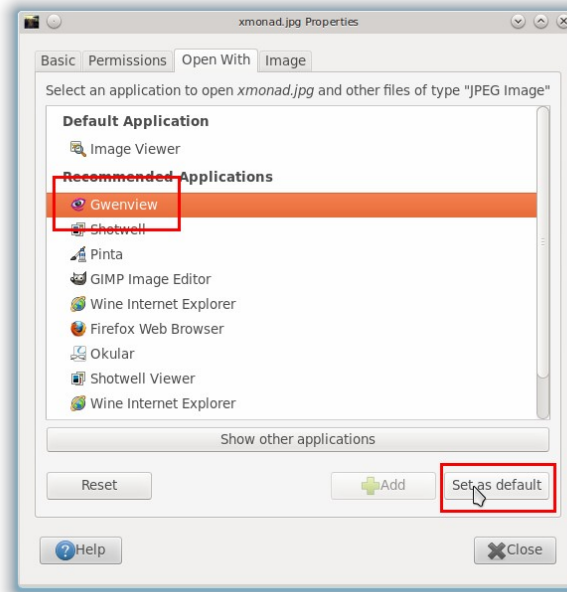 xmonad.jpg Properties
Basic Permissions Open With Image
Select an application to open xmonad.jpg and other files of type "JPEG Image"
Default Application
Image Viewer
Recommended Applications
Gwenview
Shotwell
Pinta
GIMP Image Editor
Wine Internet Explorer
Firefox Web Browser
Okular
Shotwell Viewer
Wine Internet Explorer
Show other applications
Reset Add Set as default
Help Close